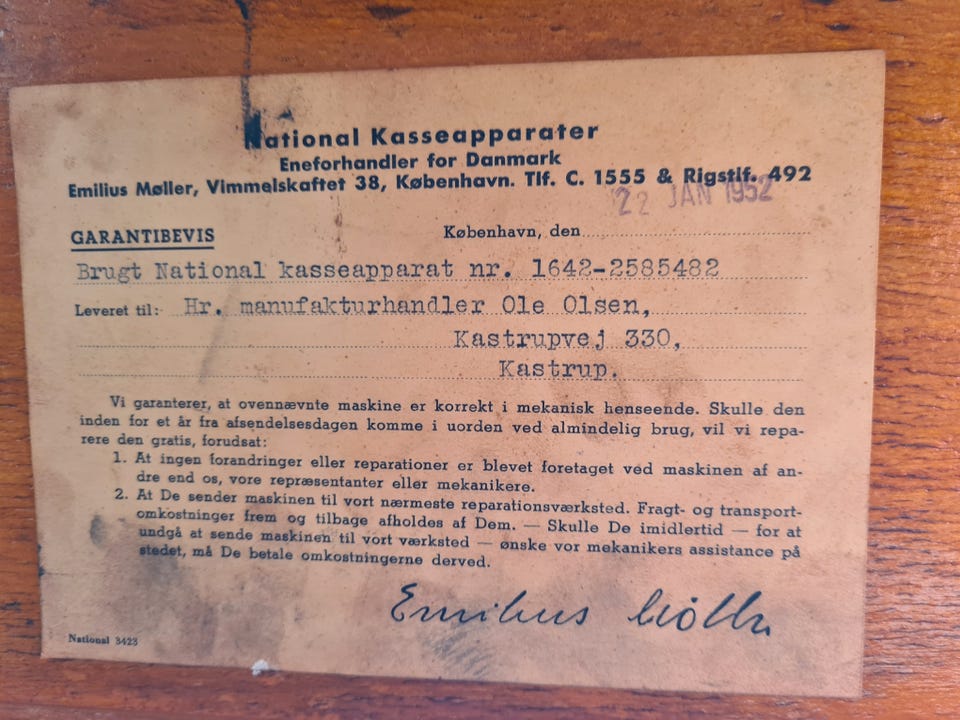 National Kasseapparater
Eneforhandler for Danmark
Emilius Møller, Vimmelskaftet 38, København. Tlf. C. 1555 & Rigstlf. 492
22 JAN 1952
GARANTIBEVIS
København, den
Brugt National kasseapparat nr. 1642-2585482
Leveret til: Hr. manufakturhandler Ole Olsen,
Kastrupvej 330,
Kastrup.
Vi garanterer, at ovennævnte maskine er korrekt i mekanisk henseende. Skulle den
inden for et år fra afsendelsesdagen komme i uorden ved almindelig brug, vil vi repa-
rere den gratis, forudsat:
1. At ingen forandringer eller reparationer er blevet foretaget ved maskinen af an-
dre end os, vore repræsentanter eller mekanikere.
2. At De sender maskinen til vort nærmeste reparationsværksted. Fragt- og transport-
omkostninger frem og tilbage afholdes af Dem. — Skulle De imidlertid — for at
undgå at sende maskinen til vort værksted — ønske vor mekanikers assistance på
stedet, må De betale omkostningerne derved.
Emilius Møller
National 3423